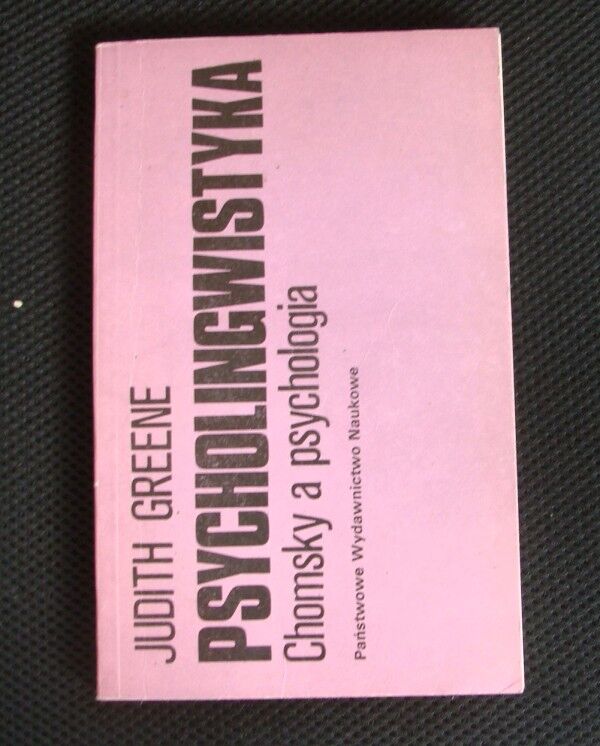 JUDITH GREENE
PSYCHOLINGWISTYKA
Chomsky a psychologia
Państwowe Wydawnictwo Naukowe